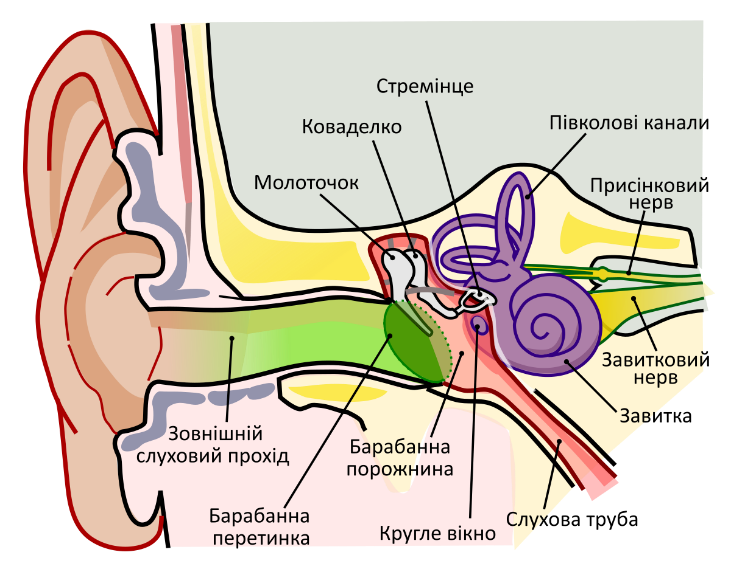 Стремінце
Коваделко
Півколові канали
Молоточок
Присінковий
нерв
Завитковий
нерв
Завитка
Зовнішній
слуховий прохід
Барабанна
порожнина
Барабанна
перетинка
Кругле вікно
Слухова труба